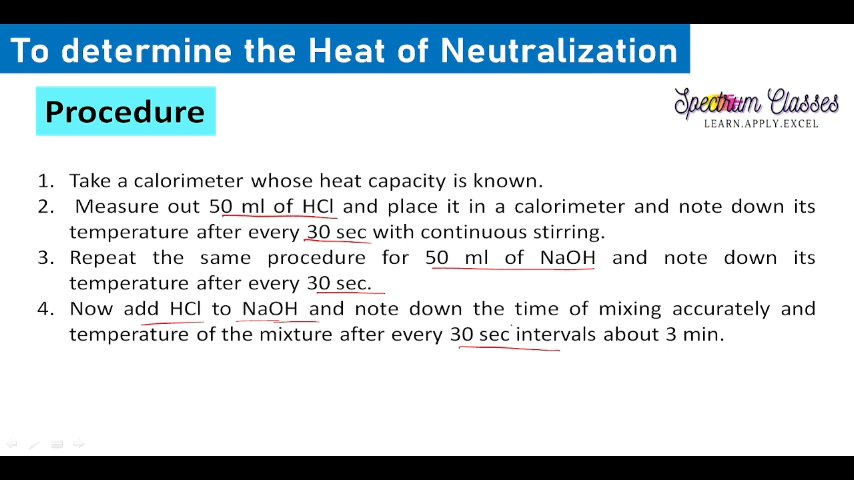 To determine the Heat of Neutralization
Procedure
Spectrum Classes
LEARN.APPLY.EXCEL
1. Take a calorimeter whose heat capacity is known.
2. Measure out 50 ml of HCl and place it in a calorimeter and note down its
temperature after every 30 sec with continuous stirring.
3. Repeat the same procedure for 50 ml of NaOH and note down its
temperature after every 30 sec.
4. Now add HCl to NaOH and note down the time of mixing accurately and
temperature of the mixture after every 30 sec intervals about 3 min.